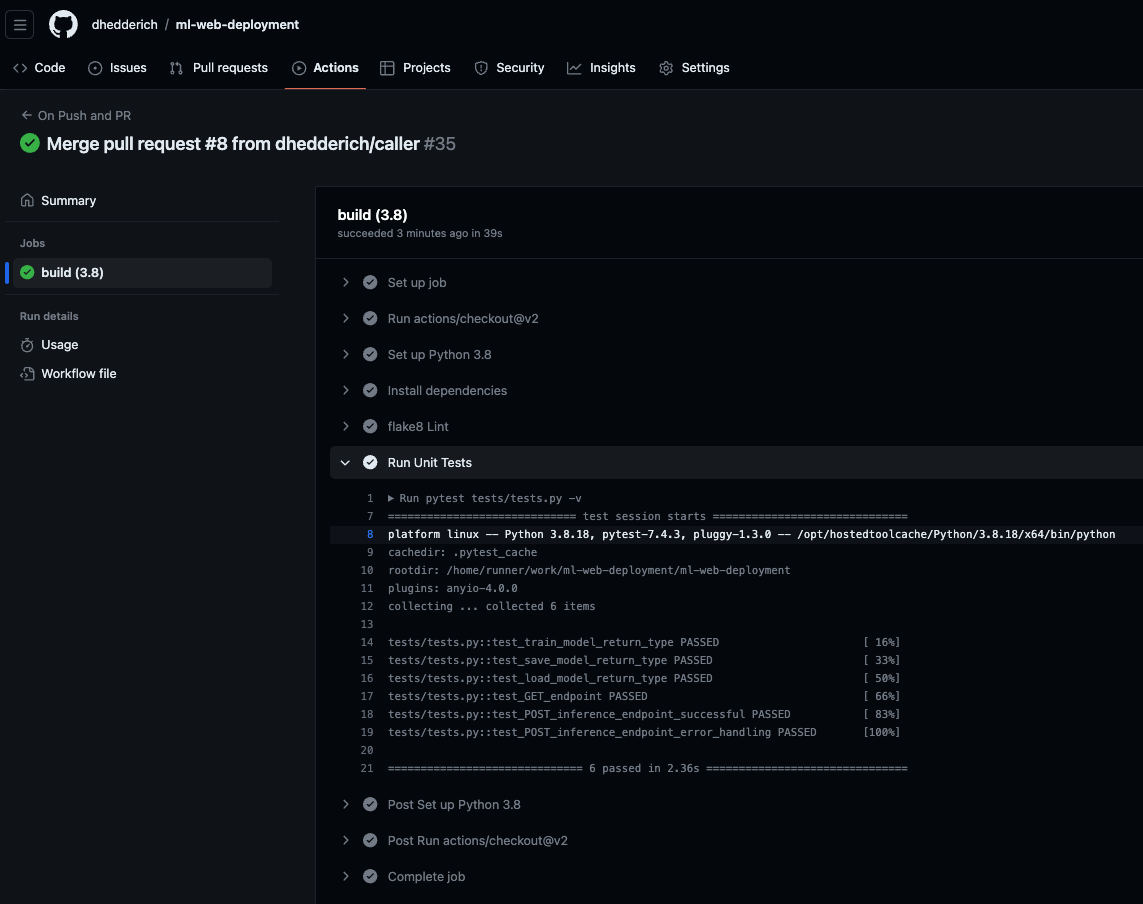 dhedderich / ml-web-deployment
Code Issues Pull requests Actions Projects Security Insights Settings
← On Push and PR
Merge pull request #8 from dhedderich/caller #35
Summary
Jobs
build (3.8)
Run details
Usage
Workflow file
build (3.8)
succeeded 3 minutes ago in 39s
Set up job
Run actions/checkout@v2
Set up Python 3.8
Install dependencies
flake8 Lint
Run Unit Tests
1 ▶ Run pytest tests/tests.py -v
7 ============================= test session starts ==============================
8 platform linux -- Python 3.8.18, pytest-7.4.3, pluggy-1.3.0 -- /opt/hostedtoolcache/Python/3.8.18/x64/bin/python
9 cachedir: .pytest_cache
10 rootdir: /home/runner/work/ml-web-deployment/ml-web-deployment
11 plugins: anyio-4.0.0
12 collecting ... collected 6 items
13
14 tests/tests.py::test_train_model_return_type PASSED [ 16%]
15 tests/tests.py::test_save_model_return_type PASSED [ 33%]
16 tests/tests.py::test_load_model_return_type PASSED [ 50%]
17 tests/tests.py::test_GET_endpoint PASSED [ 66%]
18 tests/tests.py::test_POST_inference_endpoint_successful PASSED [ 83%]
19 tests/tests.py::test_POST_inference_endpoint_error_handling PASSED [100%]
20
21 ============================== 6 passed in 2.36s ===============================
Post Set up Python 3.8
Post Run actions/checkout@v2
Complete job